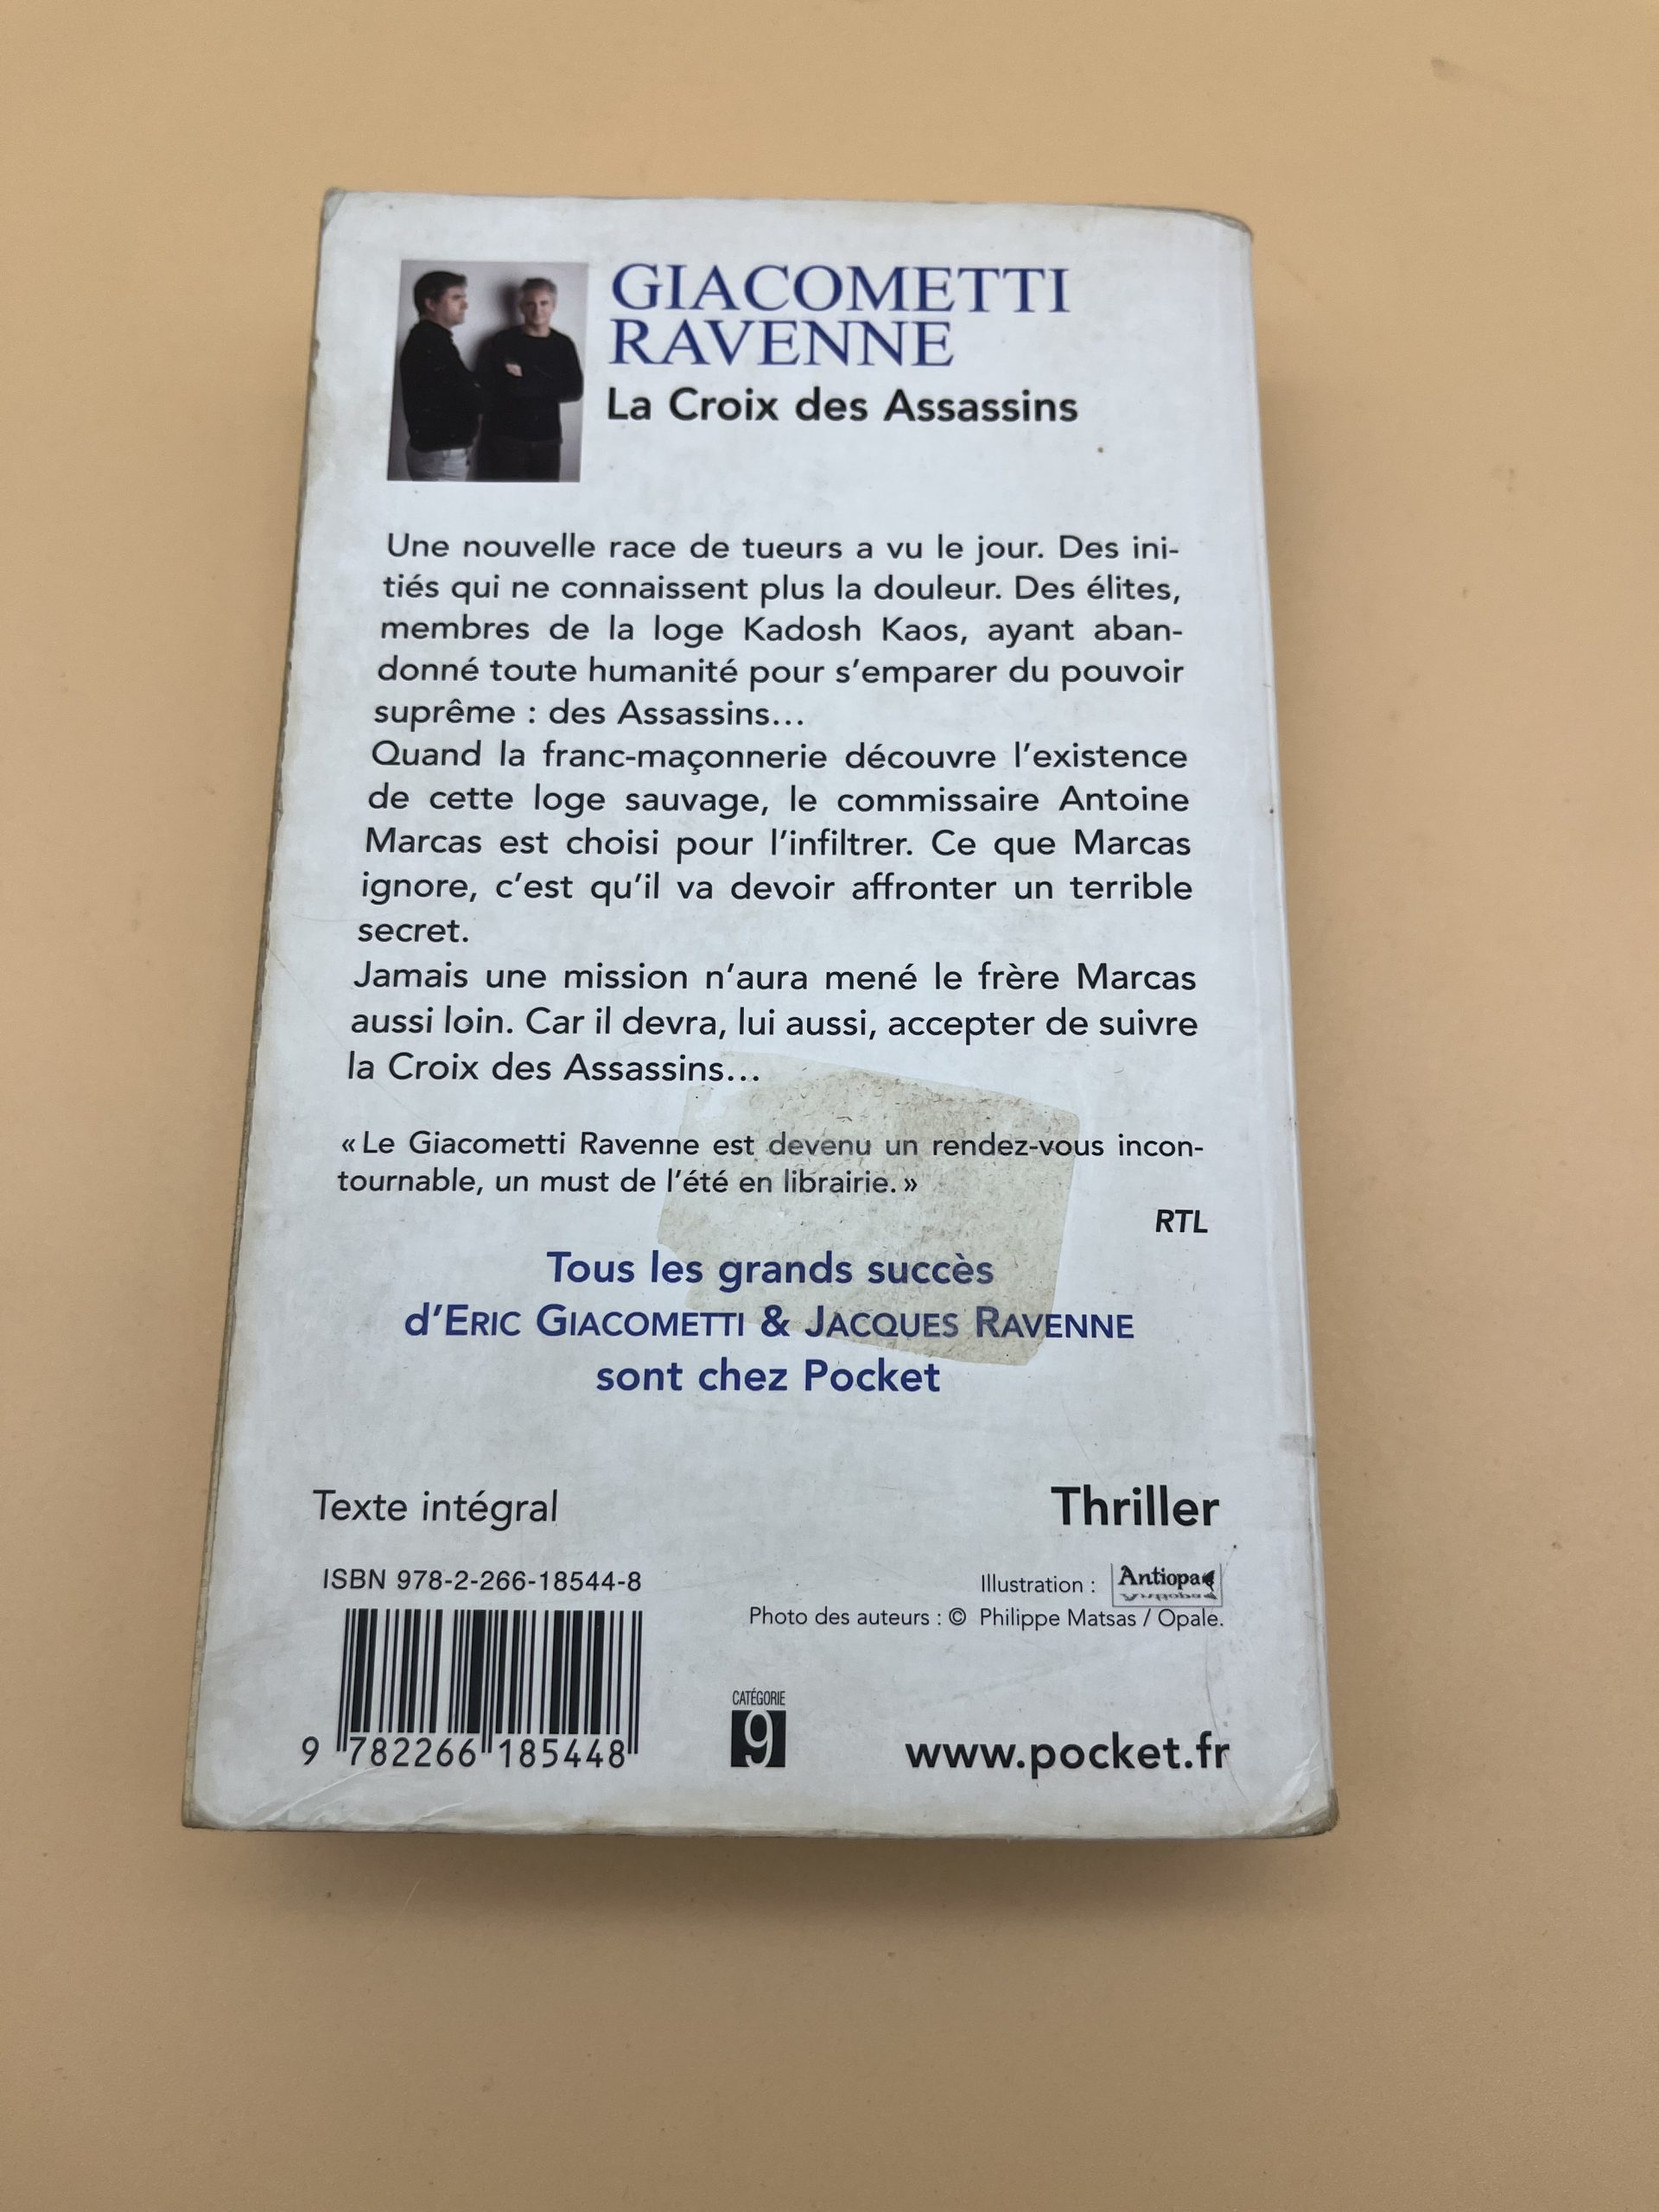 GIACOMETTI
RAVENNE
La Croix des Assassins
Une nouvelle race de tueurs a vu le jour. Des ini-
tiés qui ne connaissent plus la douleur. Des élites,
membres de la loge Kadosh Kaos, ayant aban-
donné toute humanité pour s'emparer du pouvoir
suprême : des Assassins…
Quand la franc-maçonnerie découvre l'existence
de cette loge sauvage, le commissaire Antoine
Marcas est choisi pour l'infiltrer. Ce que Marcas
ignore, c'est qu'il va devoir affronter un terrible
secret.
Jamais une mission n'aura mené le frère Marcas
aussi loin. Car il devra, lui aussi, accepter de suivre
la Croix des Assassins…
« Le Giacometti Ravenne est devenu un rendez-vous incon-
tournable, un must de l'été en librairie. »
RTL
Tous les grands succès
d'ERIC GIACOMETTI & JACQUES RAVENNE
sont chez Pocket
Texte intégral
Thriller
ISBN 978-2-266-18544-8
Illustration : Antiopa
Photo des auteurs : © Philippe Matsas / Opale.
CATÉGORIE
9
9 782266 185448
www.pocket.fr